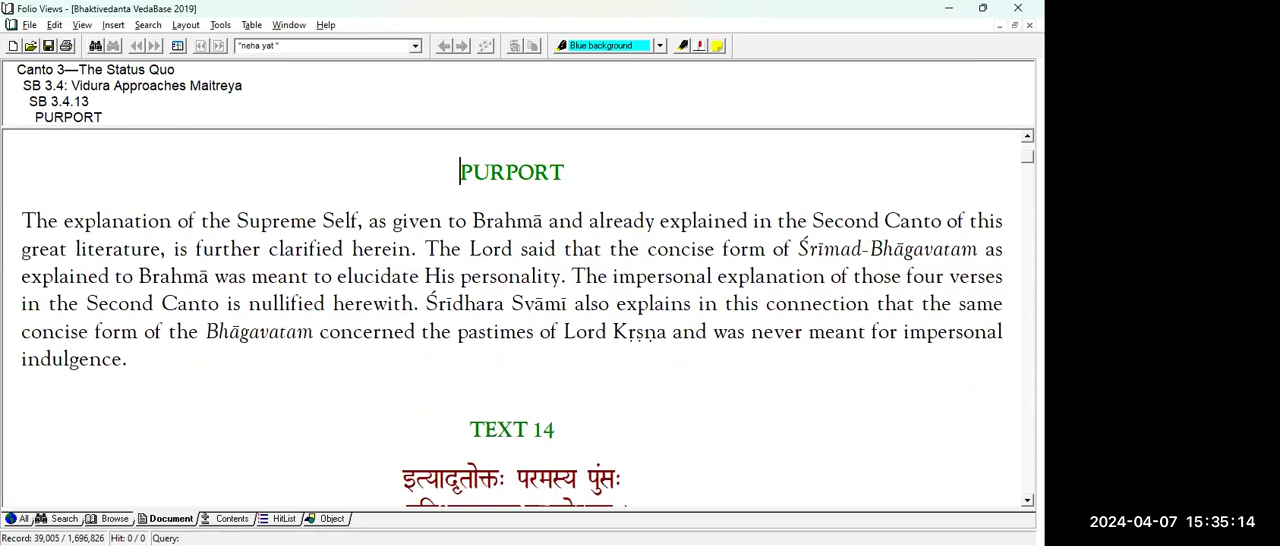 Folio Views - [Bhaktivedanta VedaBase 2019]
File Edit View Insert Search Layout Tools Table Window Help
"neha yat"
Blue background
Canto 3—The Status Quo
SB 3.4: Vidura Approaches Maitreya
SB 3.4.13
PURPORT
PURPORT
The explanation of the Supreme Self, as given to Brahmā and already explained in the Second Canto of this
great literature, is further clarified herein. The Lord said that the concise form of Śrīmad-Bhāgavatam as
explained to Brahmā was meant to elucidate His personality. The impersonal explanation of those four verses
in the Second Canto is nullified herewith. Śrīdhara Svāmī also explains in this connection that the same
concise form of the Bhāgavatam concerned the pastimes of Lord Kṛṣṇa and was never meant for impersonal
indulgence.
TEXT 14
इत्यादृतोक्तः परमस्य पुंसः
All Search Browse Document Contents HitList Object
Record: 39,005 / 1,696,826 Hit: 0 / 0 Query:
2024-04-07 15:35:14